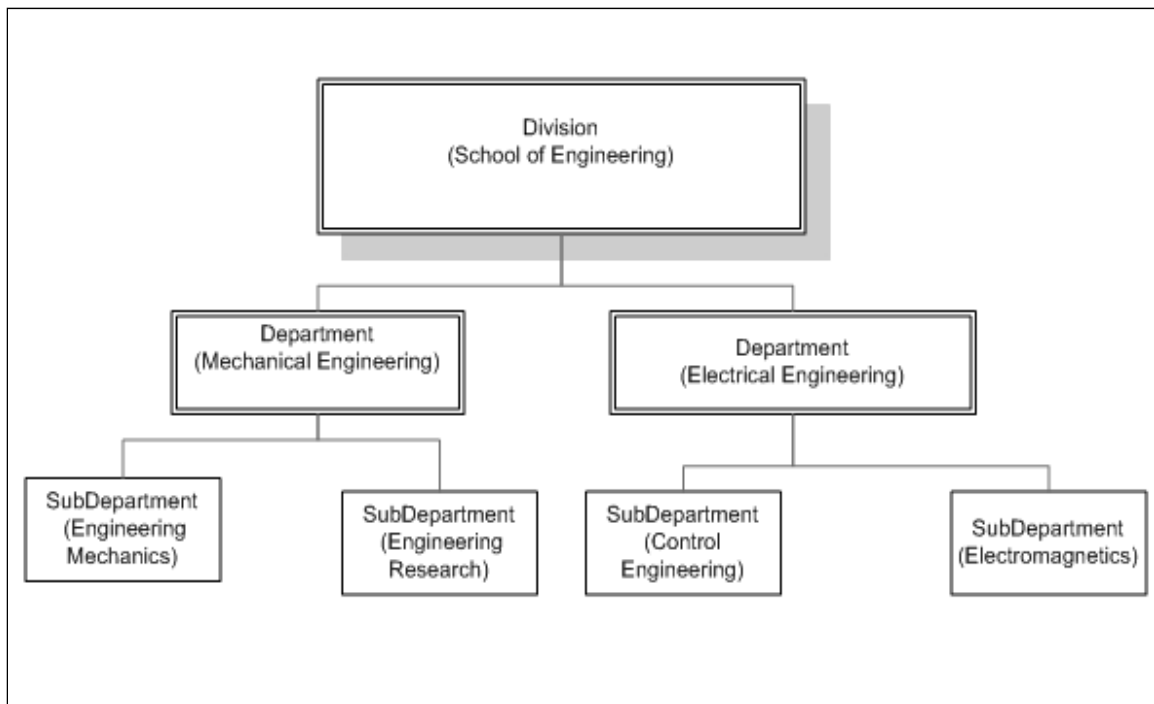 Division
(School of Engineering)
Department
(Mechanical Engineering)
Department
(Electrical Engineering)
SubDepartment
(Engineering
Mechanics)
SubDepartment
(Engineering
Research)
SubDepartment
(Control
Engineering)
SubDepartment
(Electromagnetics)